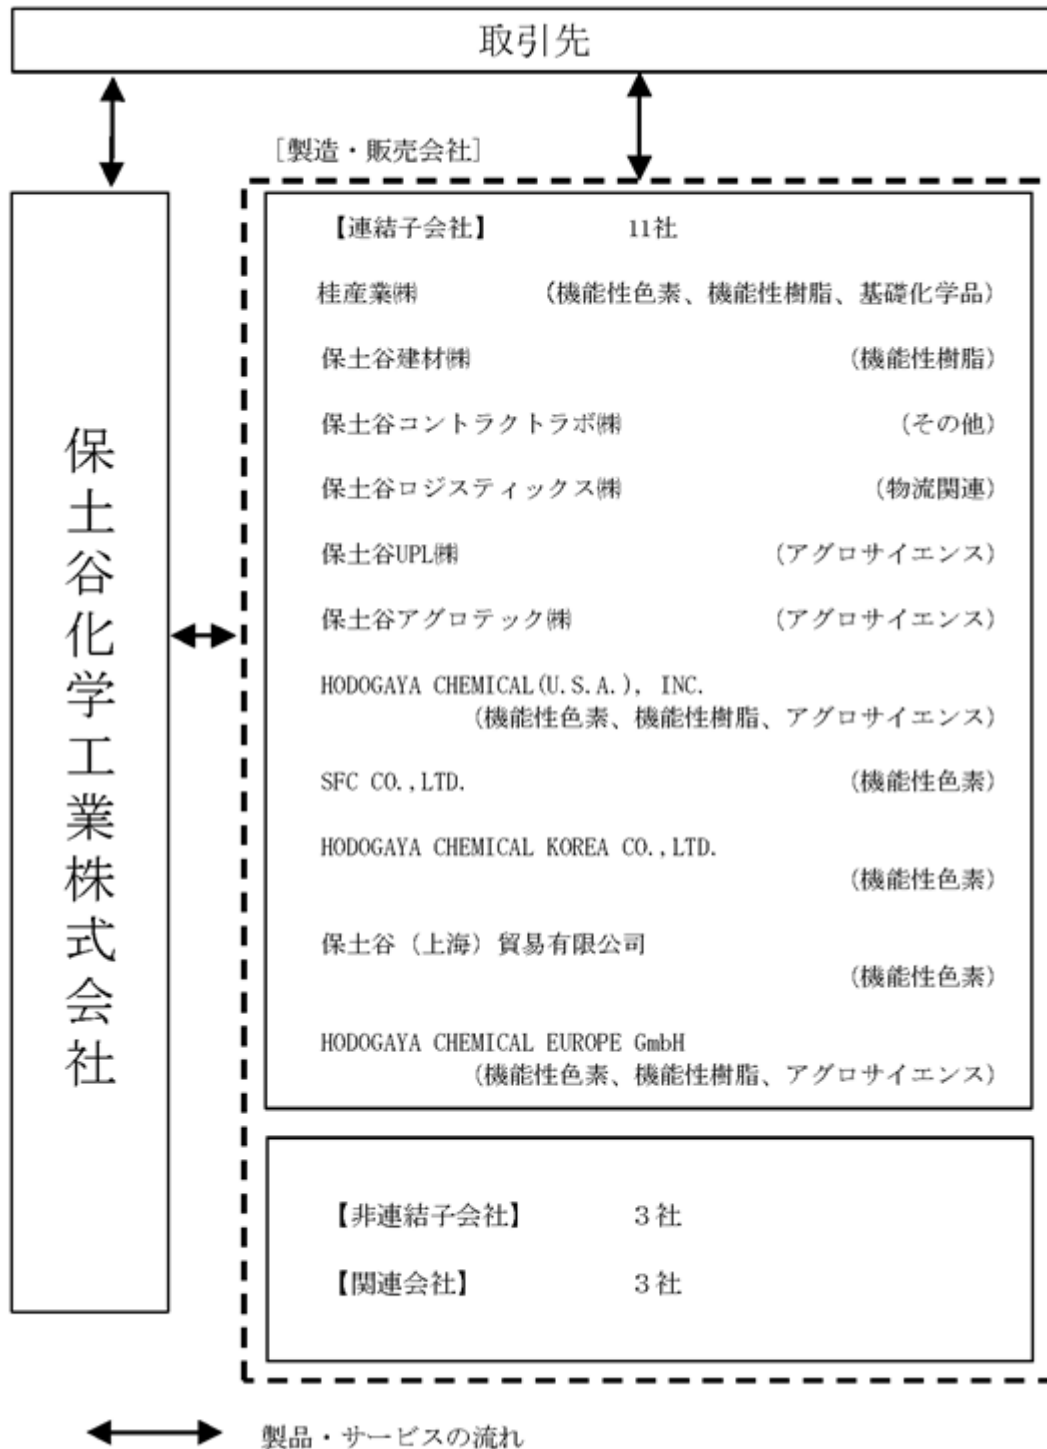 取引先
[製造・販売会社]
保土谷化学工業株式会社
【連結子会社】 11社
桂産業㈱ (機能性色素、機能性樹脂、基礎化学品)
保土谷建材㈱ (機能性樹脂)
保土谷コントラクトラボ㈱ (その他)
保土谷ロジスティックス㈱ (物流関連)
保土谷UPL㈱ (アグロサイエンス)
保土谷アグロテック㈱ (アグロサイエンス)
HODOGAYA CHEMICAL(U.S.A.), INC.
(機能性色素、機能性樹脂、アグロサイエンス)
SFC CO.,LTD. (機能性色素)
HODOGAYA CHEMICAL KOREA CO.,LTD.
(機能性色素)
保土谷（上海）貿易有限公司
(機能性色素)
HODOGAYA CHEMICAL EUROPE GmbH
(機能性色素、機能性樹脂、アグロサイエンス)
【非連結子会社】 3社
【関連会社】 3社
製品・サービスの流れ